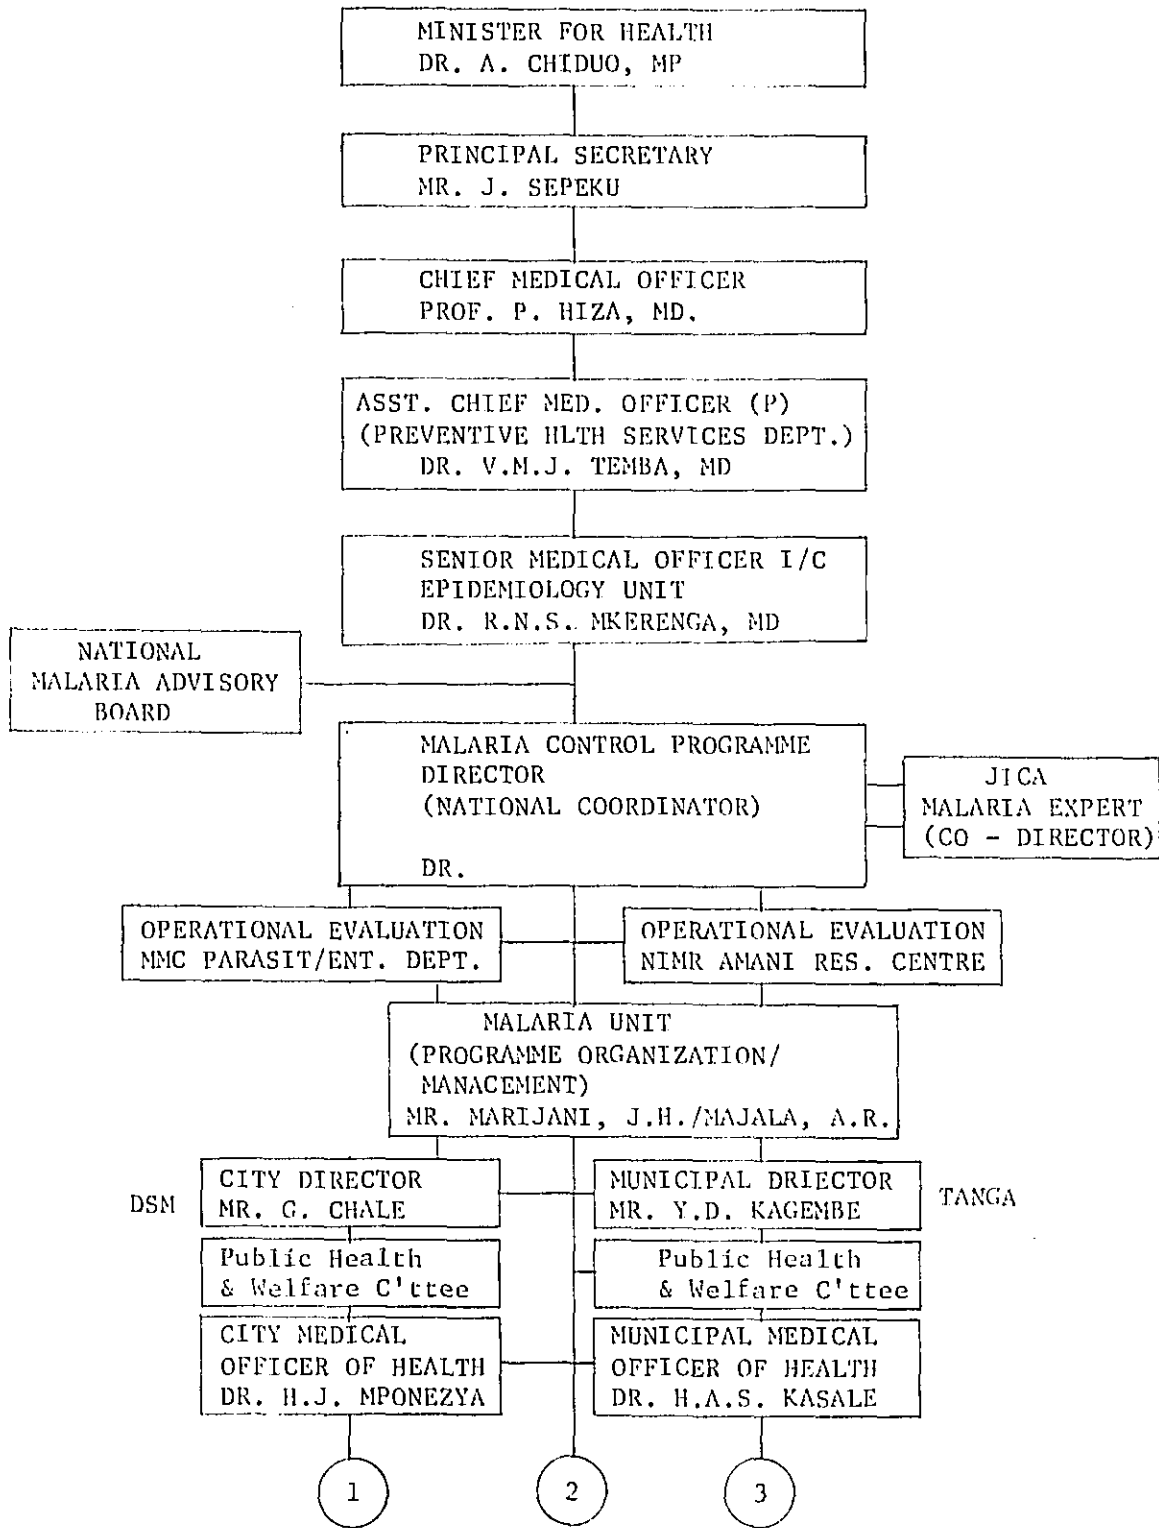 MINISTER FOR HEALTH
DR. A. CHIDUO, MP
PRINCIPAL SECRETARY
MR. J. SEPEKU
CHIEF MEDICAL OFFICER
PROF. P. HIZA, MD.
ASST. CHIEF MED. OFFICER (P)
(PREVENTIVE HLTH SERVICES DEPT.)
DR. V.M.J. TEMBA, MD
SENIOR MEDICAL OFFICER I/C
EPIDEMIOLOGY UNIT
DR. R.N.S. MKERENGA, MD
NATIONAL
MALARIA ADVISORY
BOARD
MALARIA CONTROL PROGRAMME
DIRECTOR
(NATIONAL COORDINATOR)
DR.
JICA
MALARIA EXPERT
(CO - DIRECTOR)
OPERATIONAL EVALUATION
MMC PARASIT/ENT. DEPT.
OPERATIONAL EVALUATION
NIMR AMANI RES. CENTRE
MALARIA UNIT
(PROGRAMME ORGANIZATION/
MANACEMENT)
MR. MARIJANI, J.H./MAJALA, A.R.
DSM
CITY DIRECTOR
MR. G. CHALE
MUNICIPAL DRIECTOR
MR. Y.D. KAGEMBE
TANGA
Public Health
& Welfare C'ttee
Public Health
& Welfare C'ttee
CITY MEDICAL
OFFICER OF HEALTH
DR. H.J. MPONEZYA
MUNICIPAL MEDICAL
OFFICER OF HEALTH
DR. H.A.S. KASALE
1
2
3